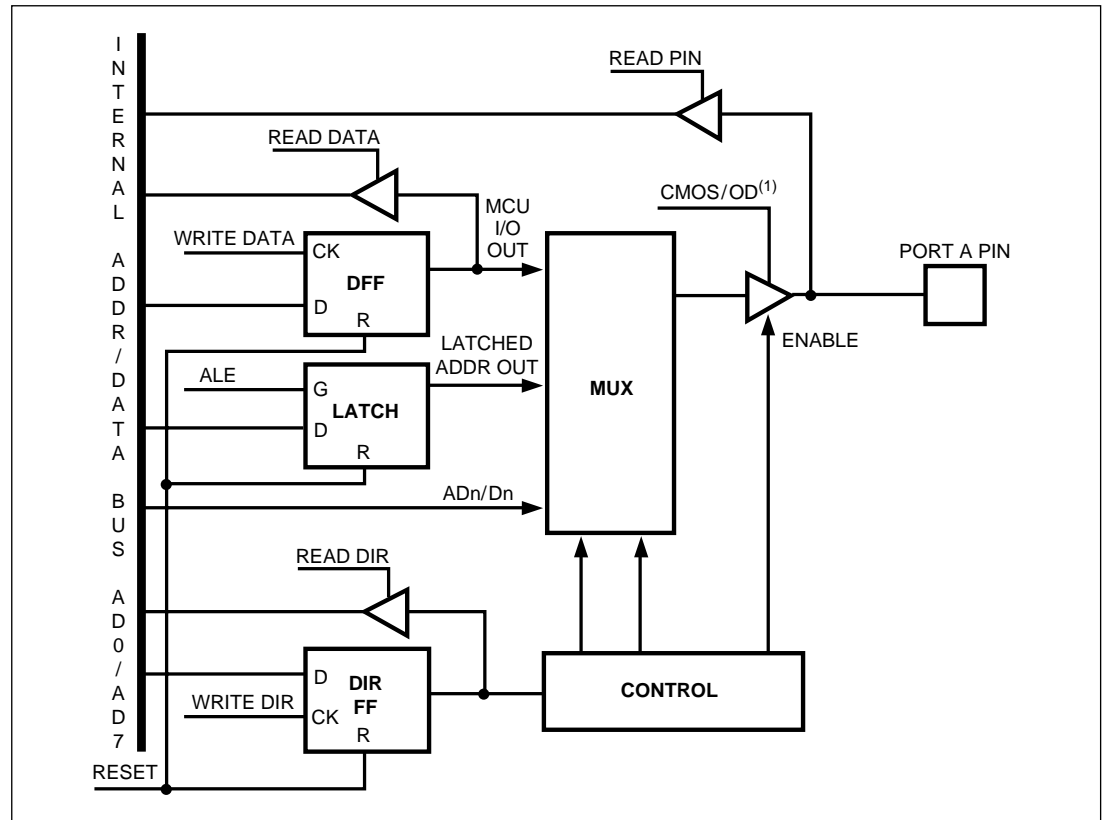 INTERNAL ADDR/DATA BUS AD0/AD7
READ PIN
READ DATA
CMOS/OD(1)
MCU
I/O
OUT
WRITE DATA
CK
DFF
D
R
PORT A PIN
ENABLE
LATCHED
ADDR OUT
MUX
ALE
G
LATCH
D
R
ADn/Dn
READ DIR
D
DIR
FF
WRITE DIR
CK
R
CONTROL
RESET